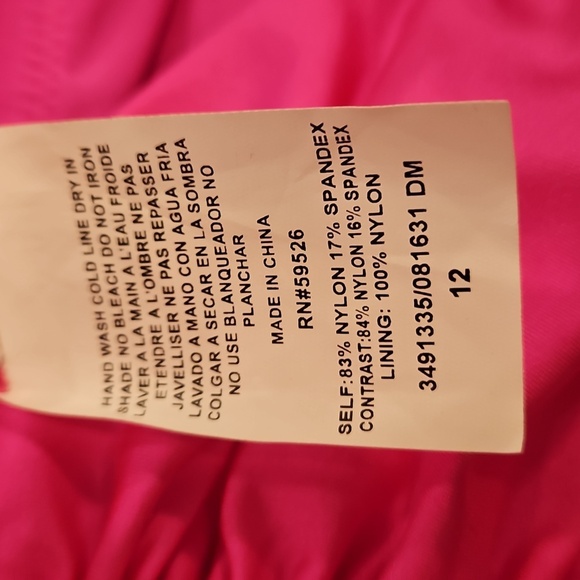 HAND WASH COLD LINE DRY IN
SHADE NO BLEACH DO NOT IRON
LAVER A LA MAIN A L'EAU FROIDE
ETENDRE A L'OMBRE NE PAS
JAVELLISER NE PAS REPASSER
LAVADO A MANO CON AGUA FRIA
COLGAR A SECAR EN LA SOMBRA
NO USE BLANQUEADOR NO
PLANCHAR
MADE IN CHINA
RN#59526
SELF:83% NYLON 17% SPANDEX
CONTRAST:84% NYLON 16% SPANDEX
LINING: 100% NYLON
3491335/081631 DM
12